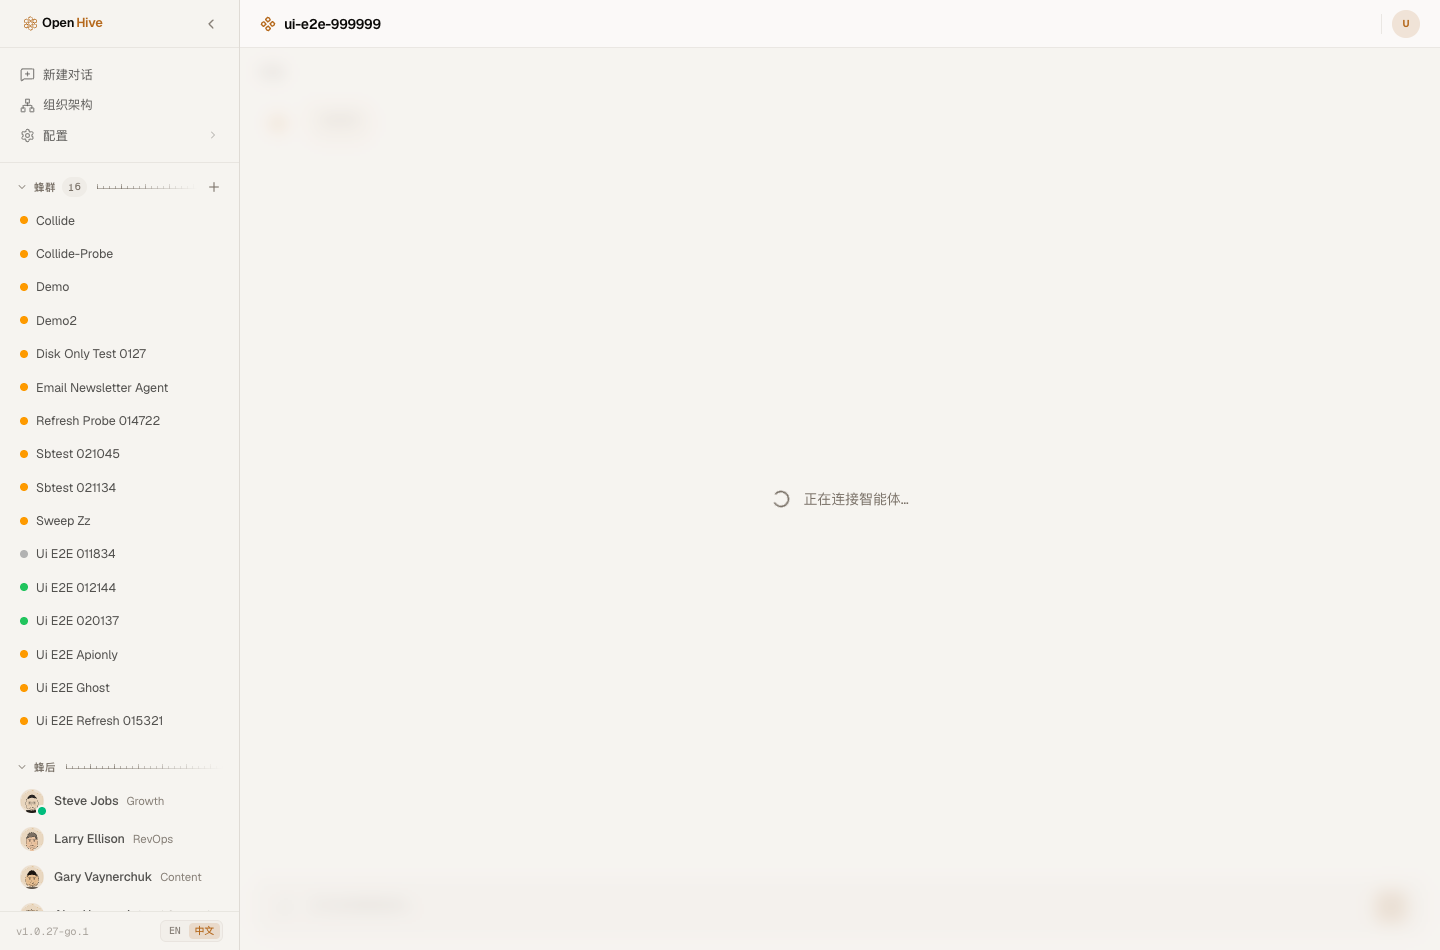 OpenHive
ui-e2e-999999
U
新建对话
组织架构
配置
蜂群 16
Collide
Collide-Probe
Demo
Demo2
Disk Only Test 0127
Email Newsletter Agent
Refresh Probe 014722
Sbtest 021045
Sbtest 021134
Sweep Zz
Ui E2E 011834
Ui E2E 012144
Ui E2E 020137
Ui E2E Apionly
Ui E2E Ghost
Ui E2E Refresh 015321
正在连接智能体...
蜂后
Steve Jobs Growth
Larry Ellison RevOps
Gary Vaynerchuk Content
v1.0.27-go.1
EN 中文